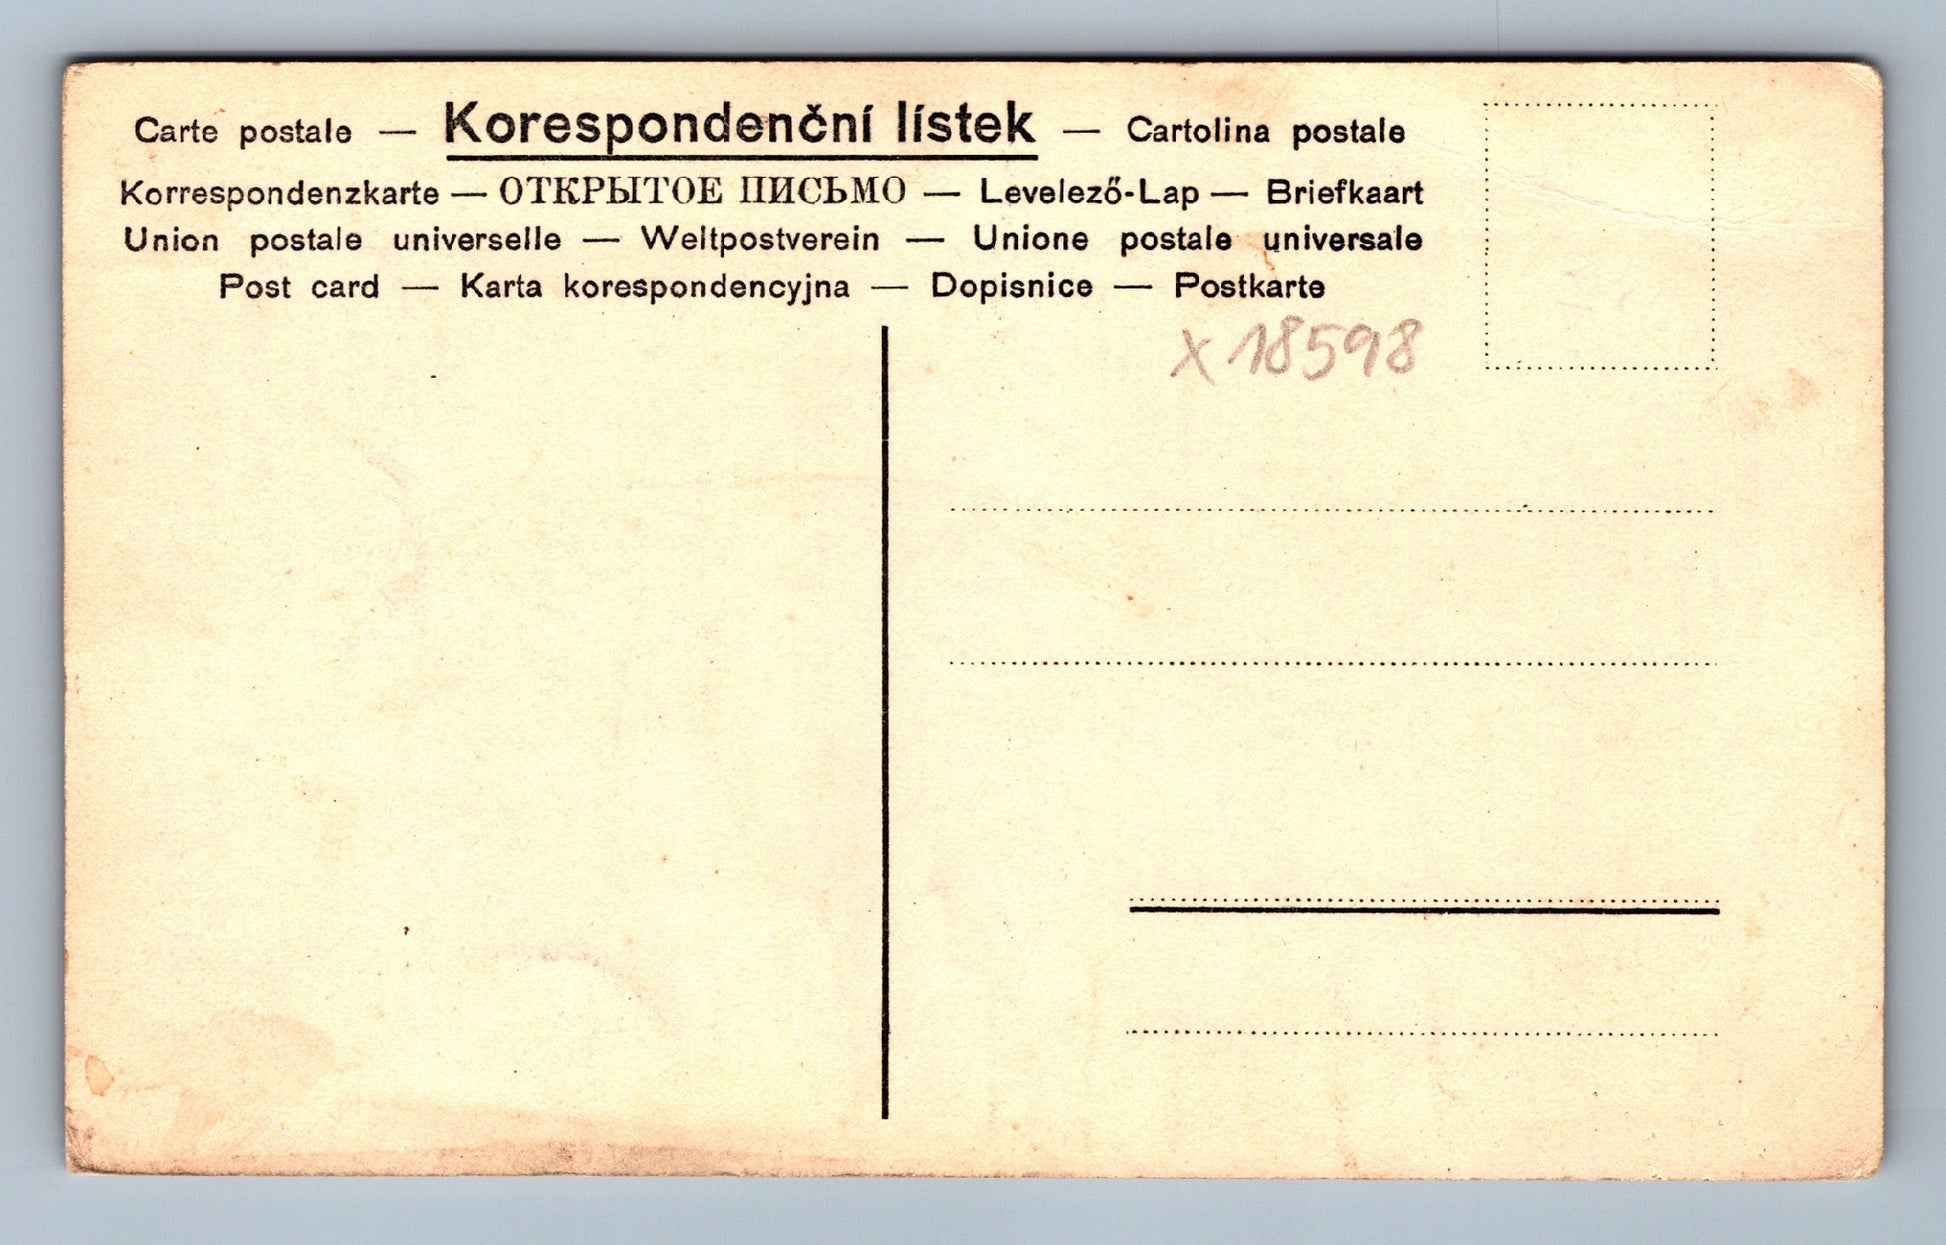 Carte postale — Korespondenční lístek — Cartolina postale
Korrespondenzkarte — ОТКРЫТОЕ ПИСЬМО — Levelező-Lap — Briefkaart
Union postale universelle — Weltpostverein — Unione postale universale
Post card — Karta korespondencyjna — Dopisnice — Postkarte
x 18598